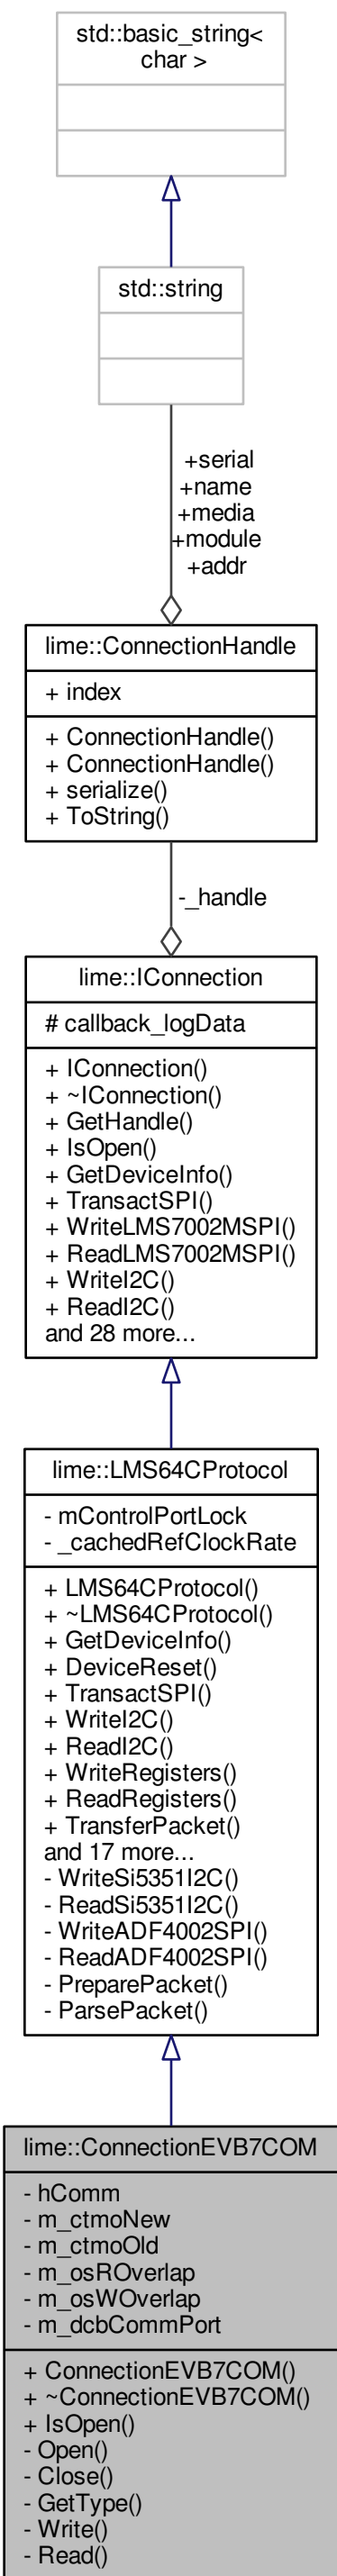 std::basic_string<
char >
std::string
+serial
+name
+media
+module
+addr
lime::ConnectionHandle
+ index
+ ConnectionHandle()
+ ConnectionHandle()
+ serialize()
+ ToString()
-_handle
lime::IConnection
# callback_logData
+ IConnection()
+ ~IConnection()
+ GetHandle()
+ IsOpen()
+ GetDeviceInfo()
+ TransactSPI()
+ WriteLMS7002MSPI()
+ ReadLMS7002MSPI()
+ WriteI2C()
+ ReadI2C()
and 28 more...
lime::LMS64CProtocol
- mControlPortLock
- _cachedRefClockRate
+ LMS64CProtocol()
+ ~LMS64CProtocol()
+ GetDeviceInfo()
+ DeviceReset()
+ TransactSPI()
+ WriteI2C()
+ ReadI2C()
+ WriteRegisters()
+ ReadRegisters()
+ TransferPacket()
and 17 more...
- WriteSi5351I2C()
- ReadSi5351I2C()
- WriteADF4002SPI()
- ReadADF4002SPI()
- PreparePacket()
- ParsePacket()
lime::ConnectionEVB7COM
- hComm
- m_ctmoNew
- m_ctmoOld
- m_osROverlap
- m_osWOverlap
- m_dcbCommPort
+ ConnectionEVB7COM()
+ ~ConnectionEVB7COM()
+ IsOpen()
- Open()
- Close()
- GetType()
- Write()
- Read()